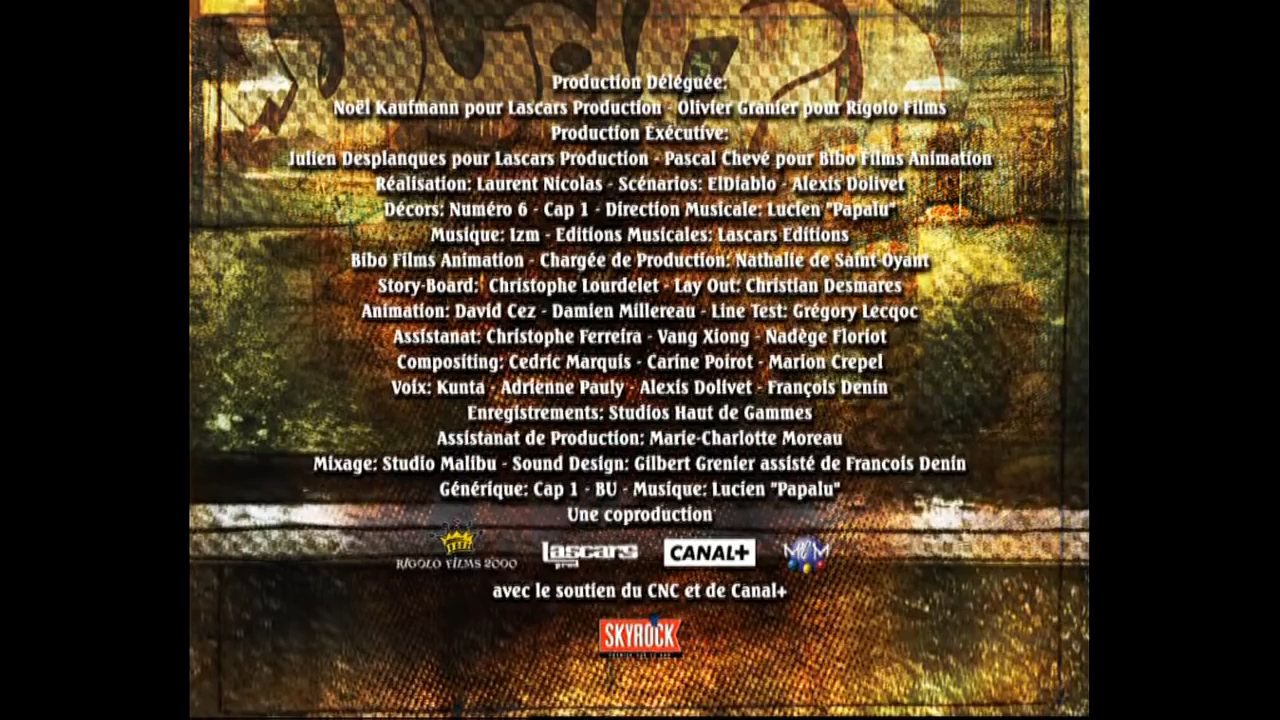 Production Déléguée:
Noël Kaufmann pour Lascars Production - Olivier Granier pour Rigolo Films
Production Exécutive:
Julien Desplanques pour Lascars Production - Pascal Chevé pour Bibo Films Animation
Réalisation: Laurent Nicolas - Scénarios: ElDiablo - Alexis Dolivet
Décors: Numéro 6 - Cap 1 - Direction Musicale: Lucien "Papalu"
Musique: Izm - Editions Musicales: Lascars Editions
Bibo Films Animation - Chargée de Production: Nathalie de Saint-Oyant
Story-Board: Christophe Lourdelet - Lay Out: Christian Desmares
Animation: David Cez - Damien Millereau - Line Test: Grégory Lecqoc
Assistanat: Christophe Ferreira - Vang Xiong - Nadège Floriot
Compositing: Cedric Marquis - Carine Poirot - Marion Crepel
Voix: Kunta - Adrienne Pauly - Alexis Dolivet - François Denin
Enregistrements: Studios Haut de Gammes
Assistanat de Production: Marie-Charlotte Moreau
Mixage: Studio Malibu - Sound Design: Gilbert Grenier assisté de Francois Denin
Générique: Cap 1 - BU - Musique: Lucien "Papalu"
Une coproduction
RIGOLO FILMS 2000 Lascars prod CANAL+ MCM
avec le soutien du CNC et de Canal+
SKYROCK